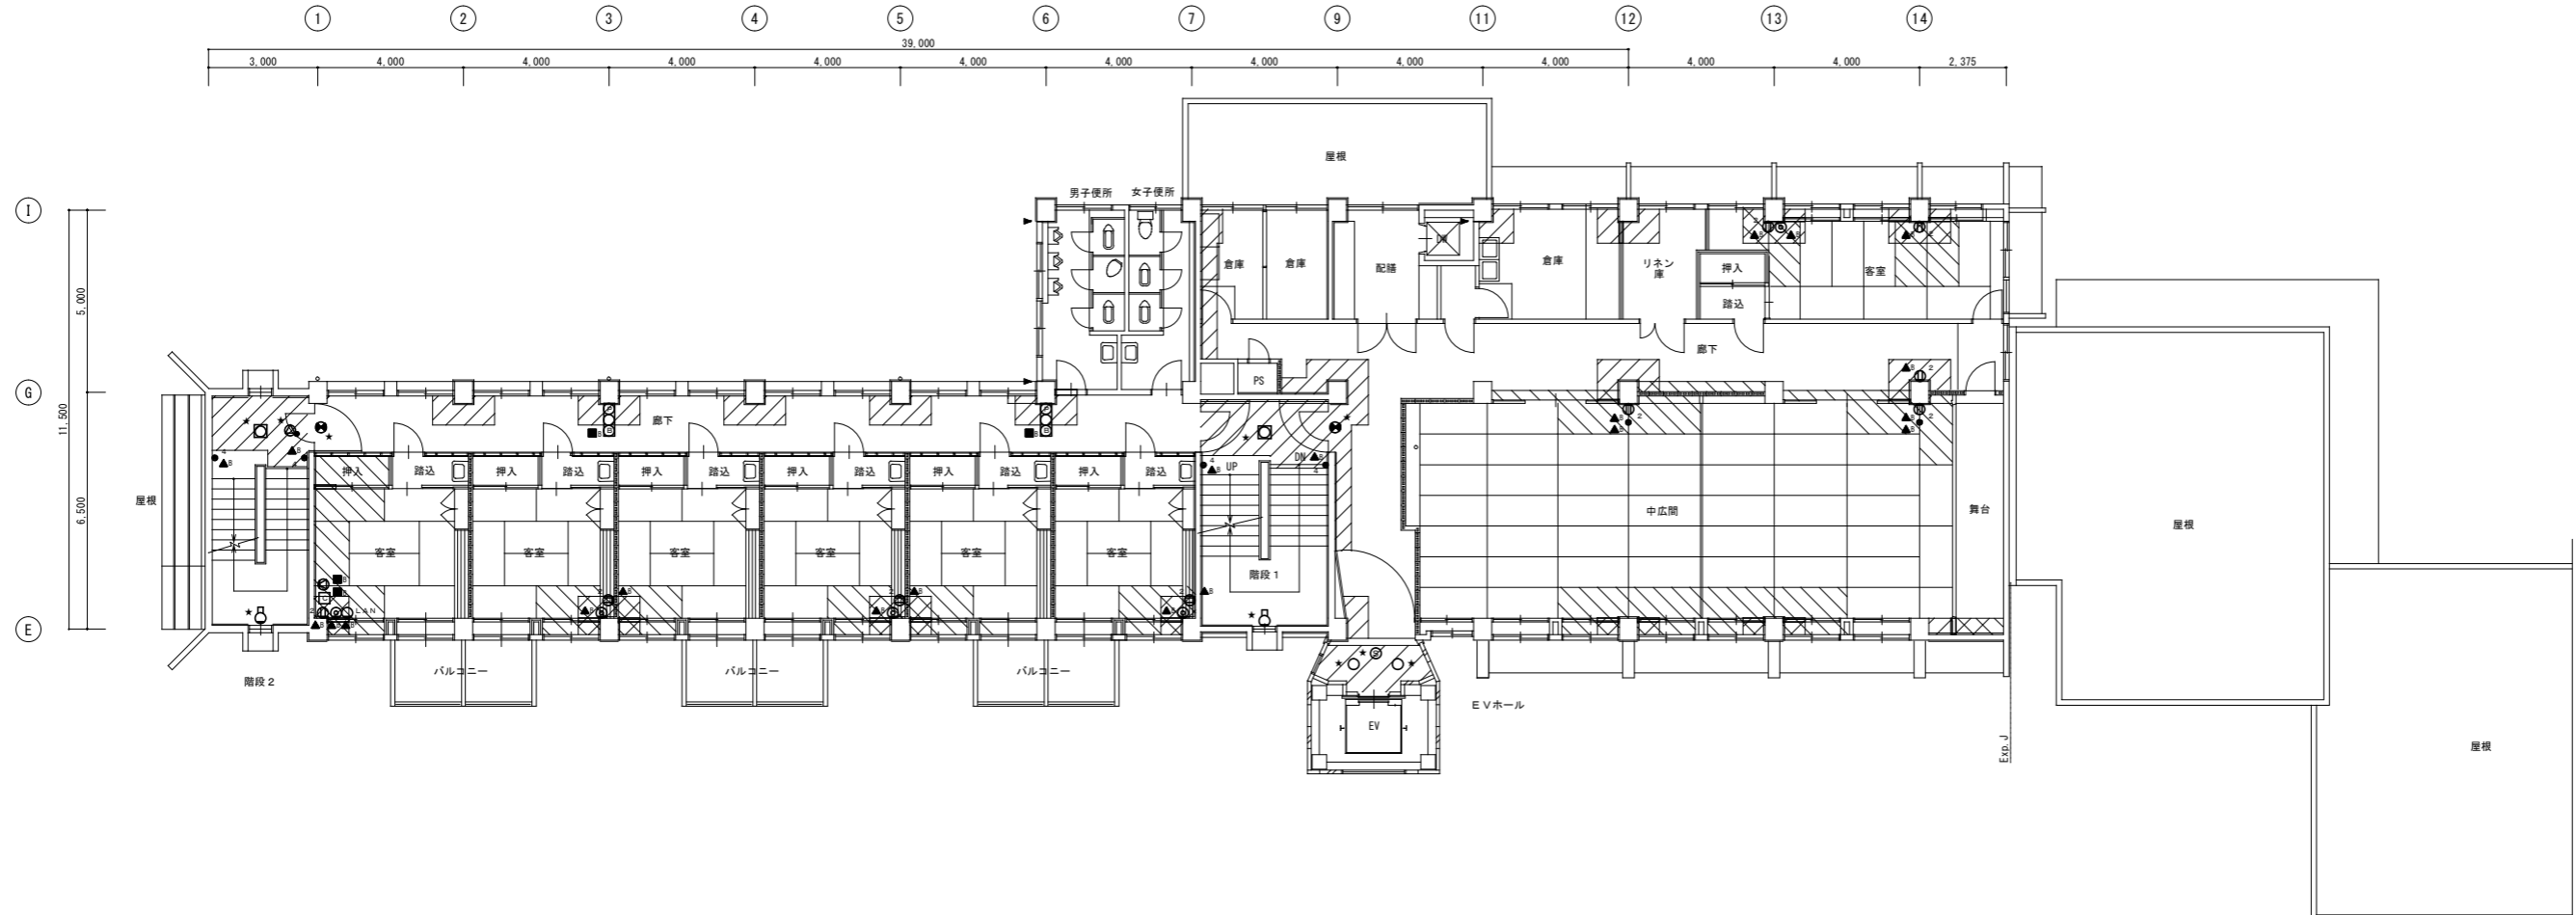 1 2 3 4 5 6 7 9 11 12 13 14
39,000
3,000 4,000 4,000 4,000 4,000 4,000 4,000 4,000 4,000 4,000 4,000 4,000 2,375
屋根
男子便所 女子便所
I
DW
倉庫 倉庫 配膳 倉庫 リネン庫 押入 客室
踏込
5,000
廊下
PS
G
11,500
廊下
UP DN
押入 踏込 押入 踏込 押入 踏込 押入 踏込 押入 踏込 押入 踏込
6,500
屋根
中広間 舞台
屋根
客室 客室 客室 客室 客室 客室
階段1
LAN
E
バルコニー バルコニー バルコニー
階段2
EVホール
EV
Exp.J
屋根